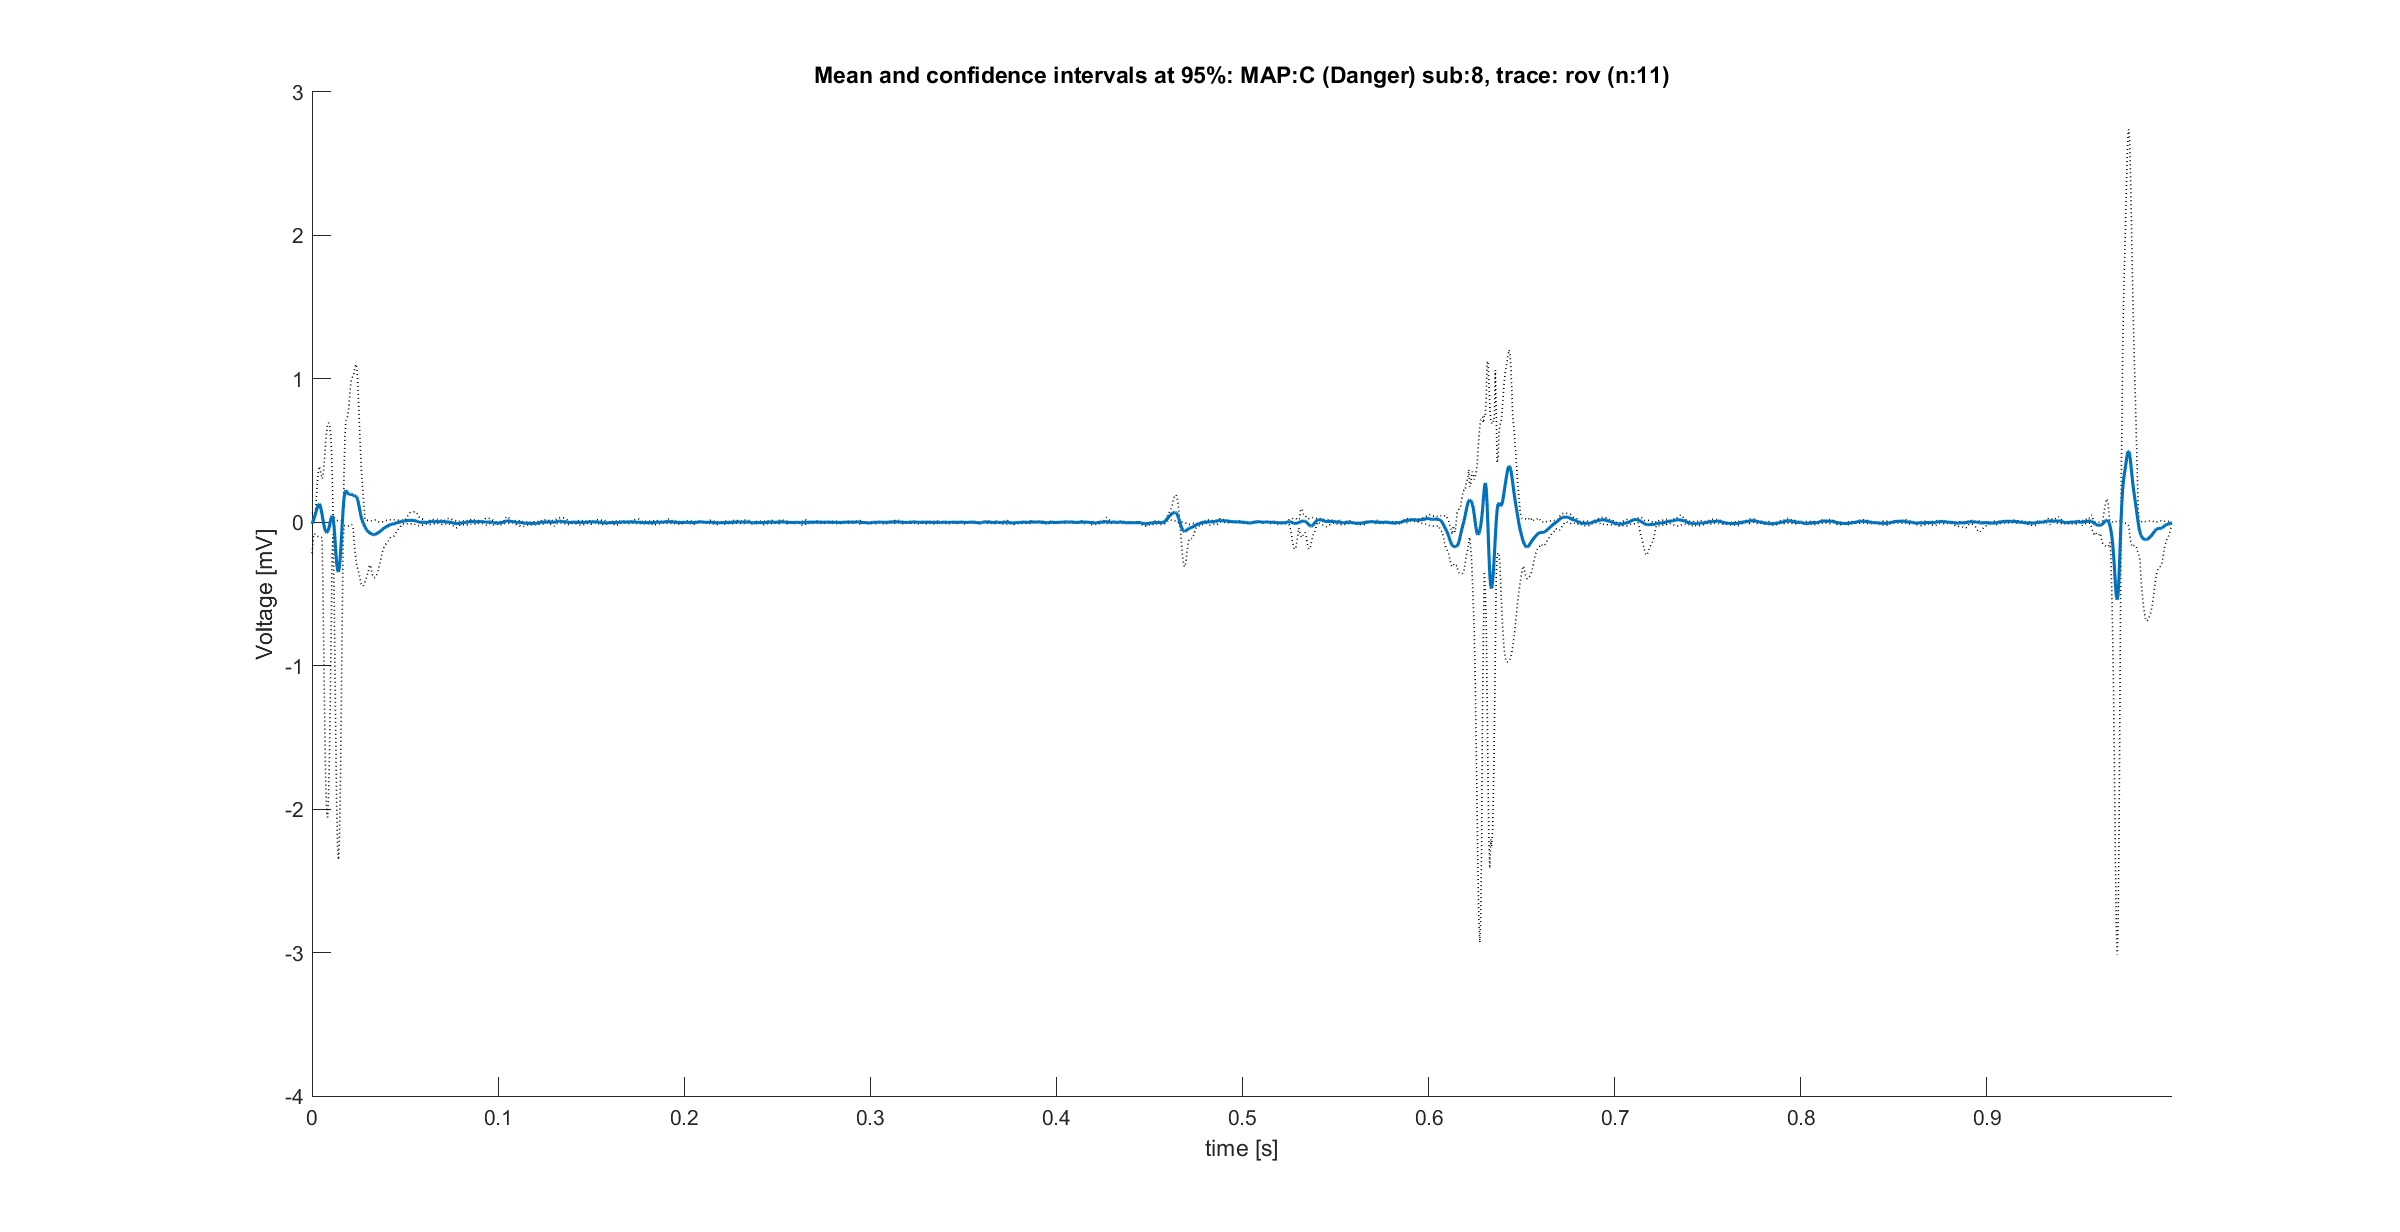 Mean and confidence intervals at 95%: MAP:C (Danger) sub:8, trace: rov (n:11)
3
2
1
0
-1
-2
-3
-4
Voltage [mV]
0 0.1 0.2 0.3 0.4 0.5 0.6 0.7 0.8 0.9
time [s]